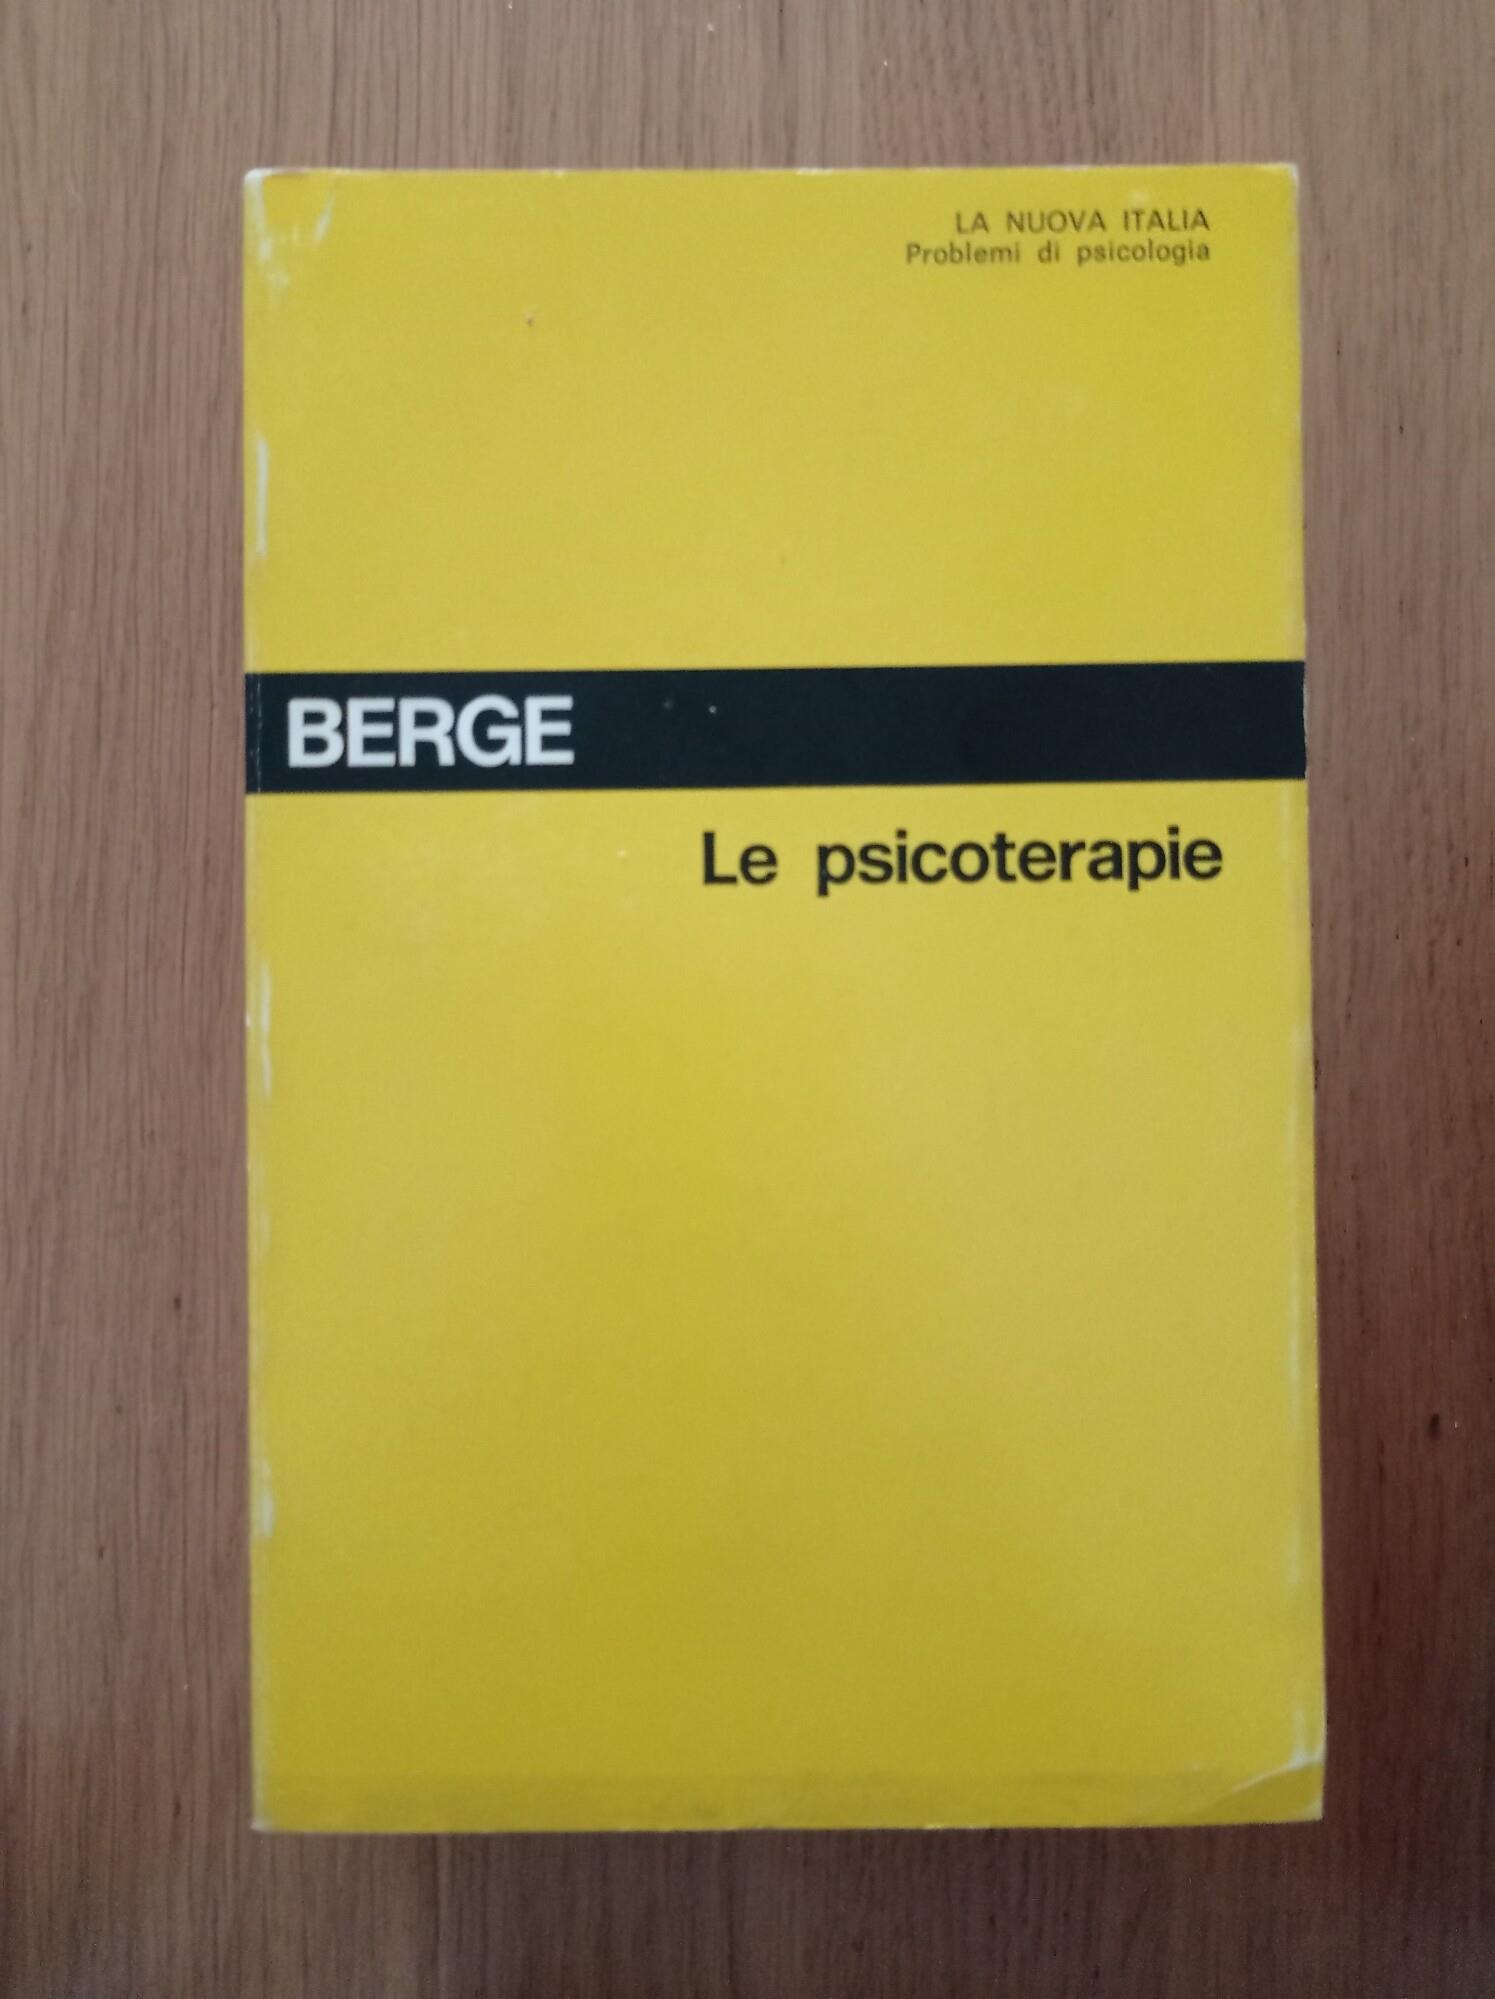 LA NUOVA ITALIA
Problemi di psicologia
BERGE
Le psicoterapie